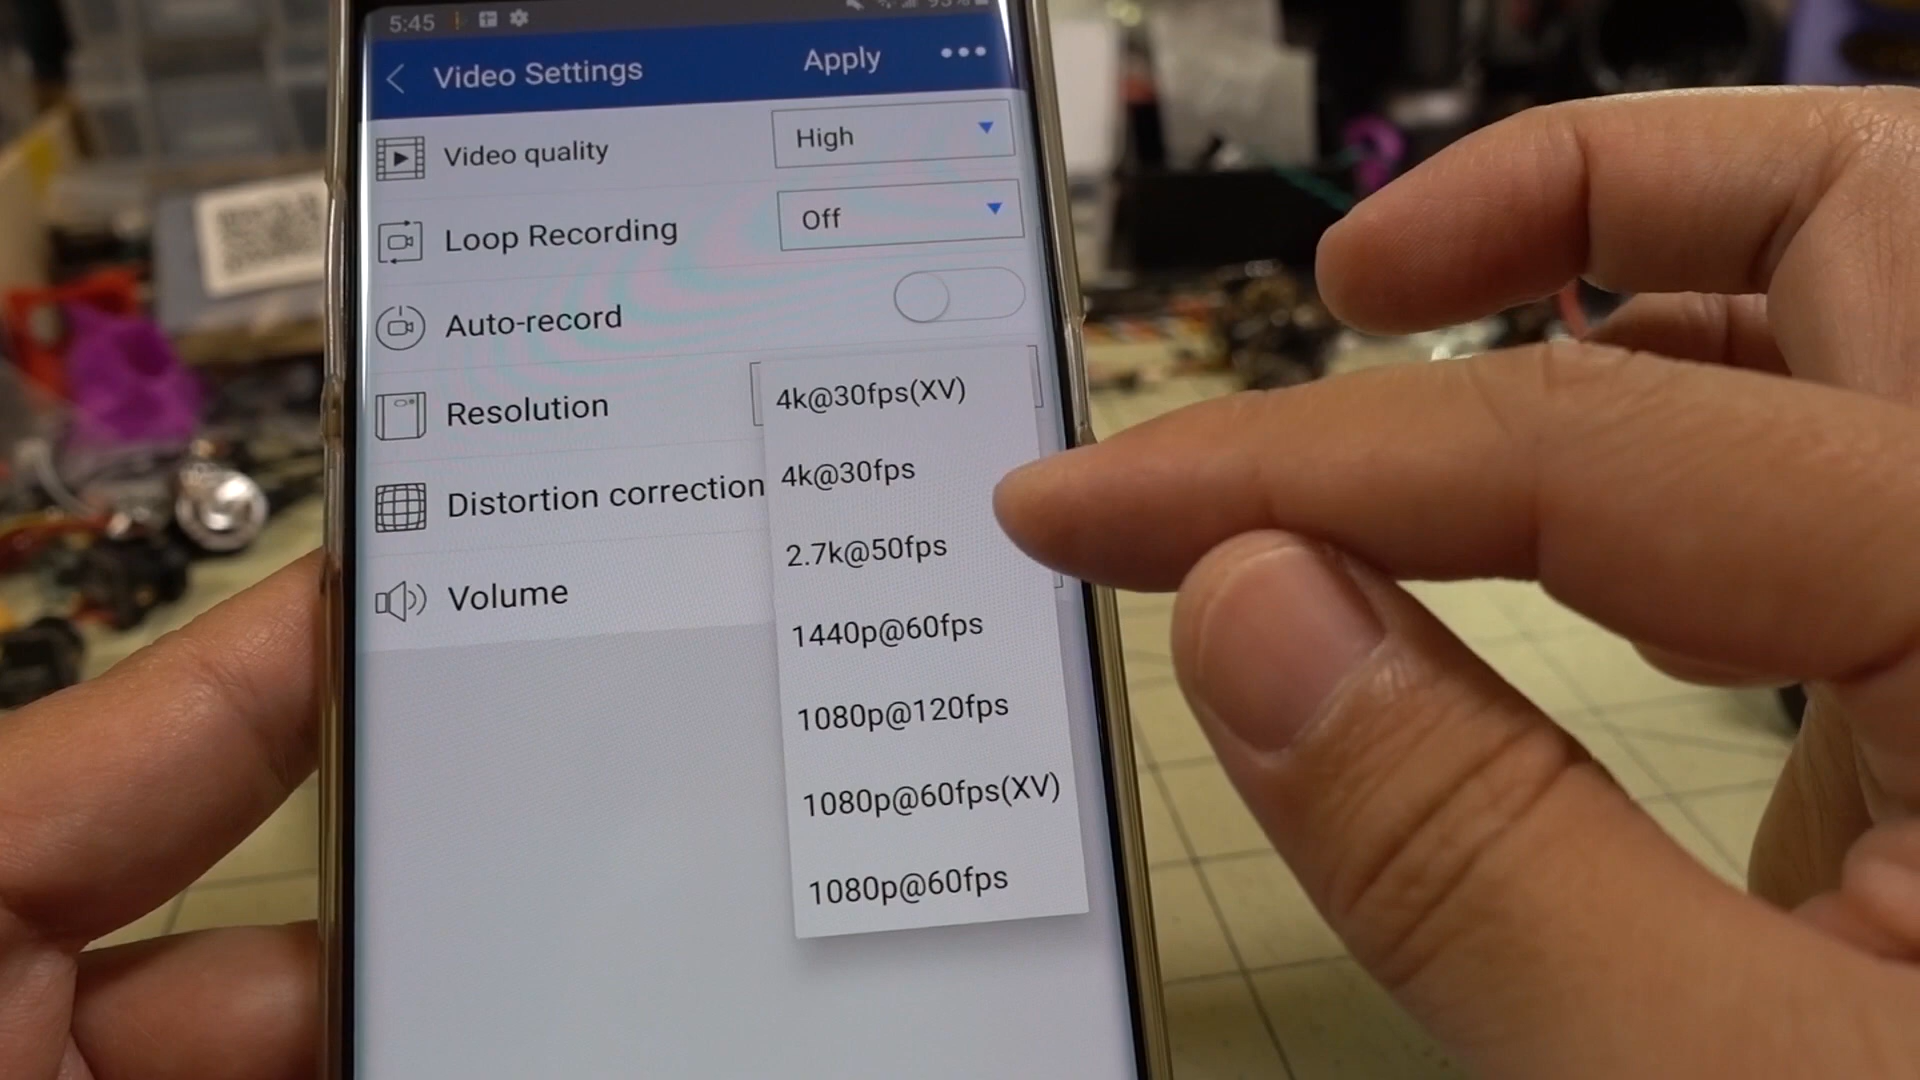 5:45
Video Settings Apply
Video quality High
Loop Recording Off
Auto-record
Resolution
4k@30fps(XV)
4k@30fps
Distortion correction
2.7k@50fps
Volume
1440p@60fps
1080p@120fps
1080p@60fps(XV)
1080p@60fps